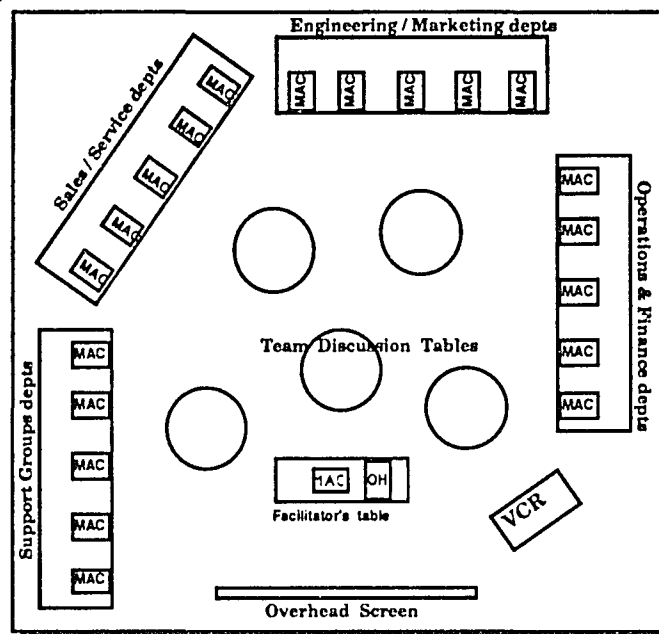 Engineering / Marketing depts
MAC MAC MAC MAC MAC
Sales / Service depts
MAC
MAC
MAC
MAC
MAC
Operations & Finance depts
MAC
MAC
MAC
MAC
MAC
Team Discussion Tables
Support Groups depts
MAC
MAC
MAC
MAC
MAC
MAC OH
Facilitator's table
VCR
Overhead Screen